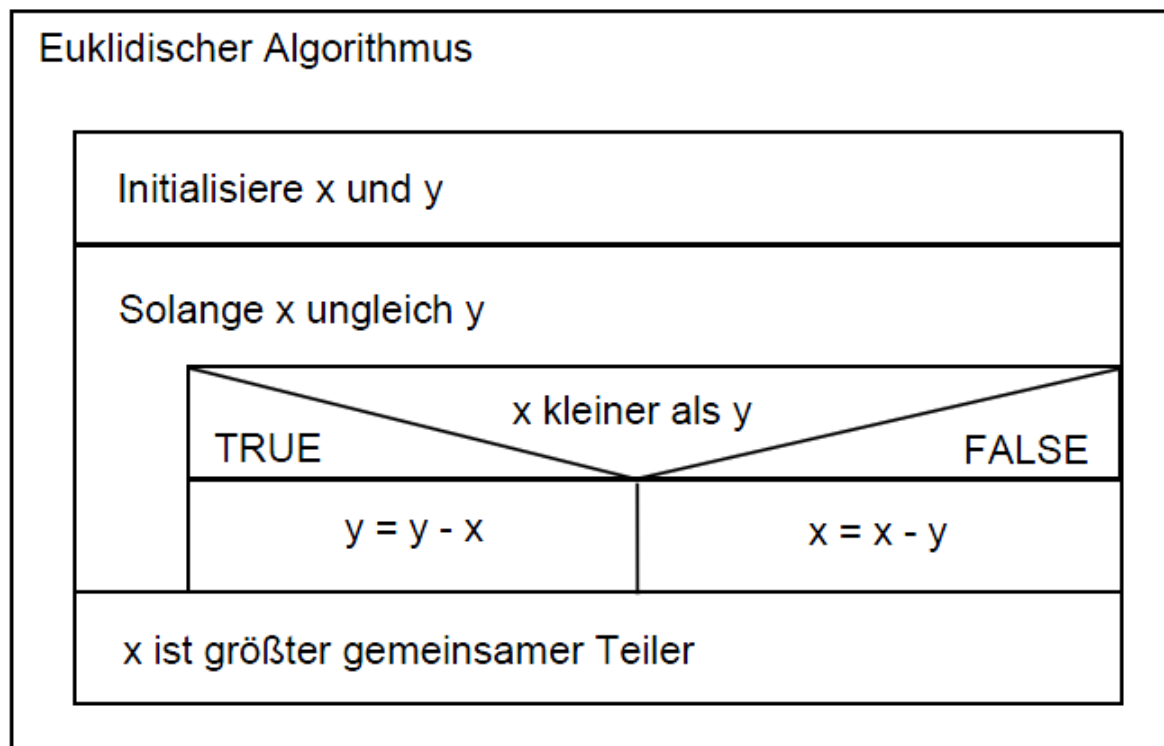 Euklidischer Algorithmus
Initialisiere x und y
Solange x ungleich y
x kleiner als y
TRUE
FALSE
y = y - x
x = x - y
x ist größter gemeinsamer Teiler